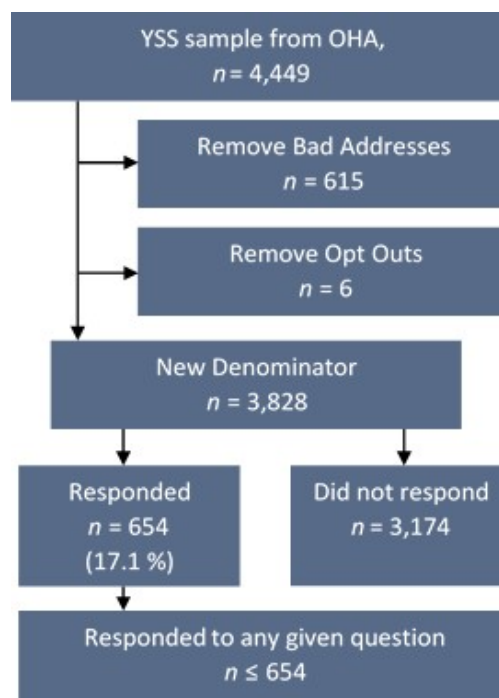 YSS sample from OHA,
n = 4,449
Remove Bad Addresses
n = 615
Remove Opt Outs
n = 6
New Denominator
n = 3,828
Responded
n = 654
(17.1 %)
Did not respond
n = 3,174
Responded to any given question
n ≤ 654